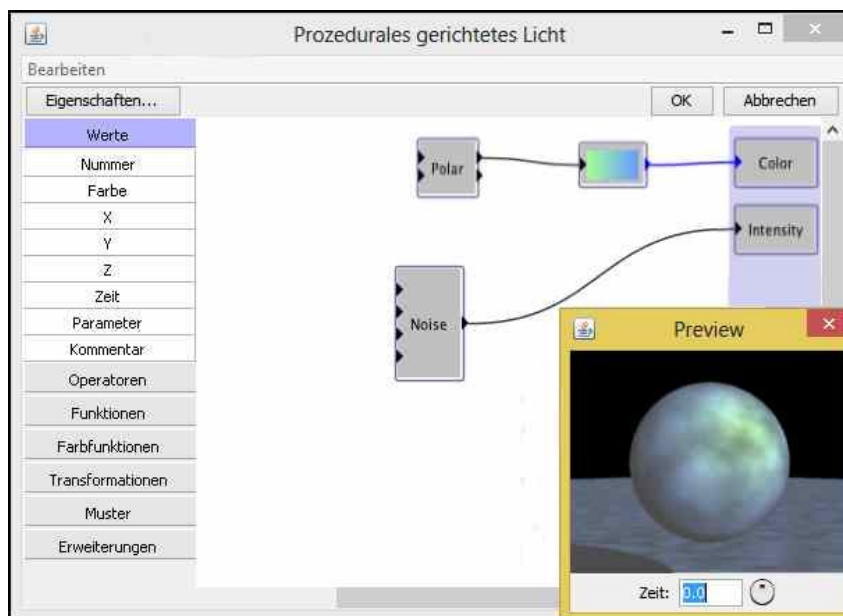 Prozedurales gerichtetes Licht
Bearbeiten
Eigenschaften...
OK
Abbrechen
Werte
Nummer
Farbe
X
Y
Z
Zeit
Parameter
Kommentar
Operatoren
Funktionen
Farbfunktionen
Transformationen
Muster
Erweiterungen
Polar
Color
Intensity
Noise
Preview
Zeit: 0.0